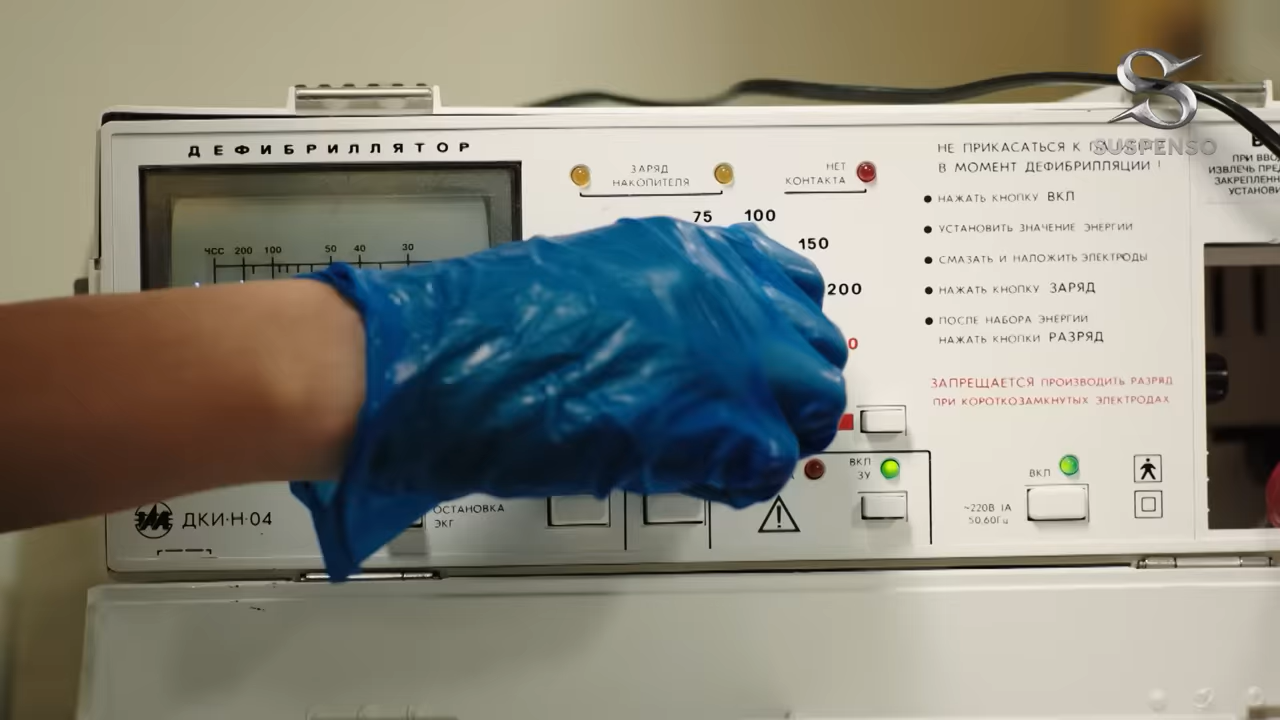 ДЕФИБРИЛЛЯТОР
ЧСС 200 100 50 40 30
ЗАРЯД
НАКОПИТЕЛЯ
НЕТ
КОНТАКТА
75 100
150
200
0
НЕ ПРИКАСАТЬСЯ К
В МОМЕНТ ДЕФИБРИЛЛЯЦИИ !
● НАЖАТЬ КНОПКУ ВКЛ
● УСТАНОВИТЬ ЗНАЧЕНИЕ ЭНЕРГИИ
● СМАЗАТЬ И НАЛОЖИТЬ ЭЛЕКТРОДЫ
● НАЖАТЬ КНОПКУ ЗАРЯД
● ПОСЛЕ НАБОРА ЭНЕРГИИ
НАЖАТЬ КНОПКИ РАЗРЯД
ЗАПРЕЩАЕТСЯ ПРОИЗВОДИТЬ РАЗРЯД
ПРИ КОРОТКОЗАМКНУТЫХ ЭЛЕКТРОДАХ
SUSPENSO
ПРИ ВВО
ИЗВЛЕЧЬ ПРЕД
ЗАКРЕПЛЕНН
УСТАНОВИ
ДКИ-Н-04
ОСТАНОВКА
ЭКГ
ВКЛ
ЗУ
ВКЛ
~220В 1А
50,60Гц